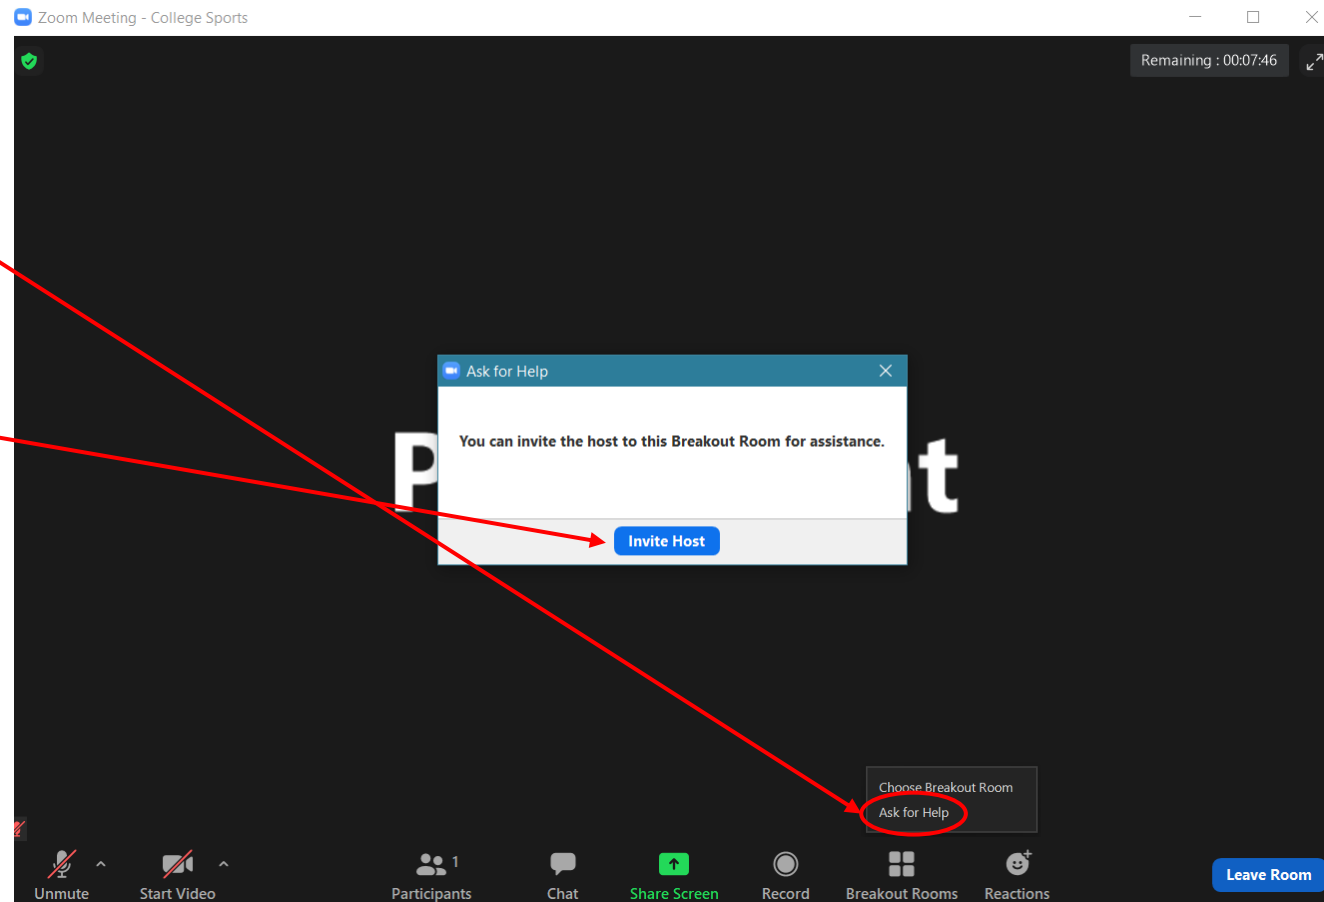 Zoom Meeting - College Sports
Remaining : 00:07:46
Ask for Help
You can invite the host to this Breakout Room for assistance.
P t
Invite Host
Choose Breakout Room
Ask for Help
1
Unmute
Start Video
Participants
Chat
Share Screen
Record
Breakout Rooms
Reactions
Leave Room